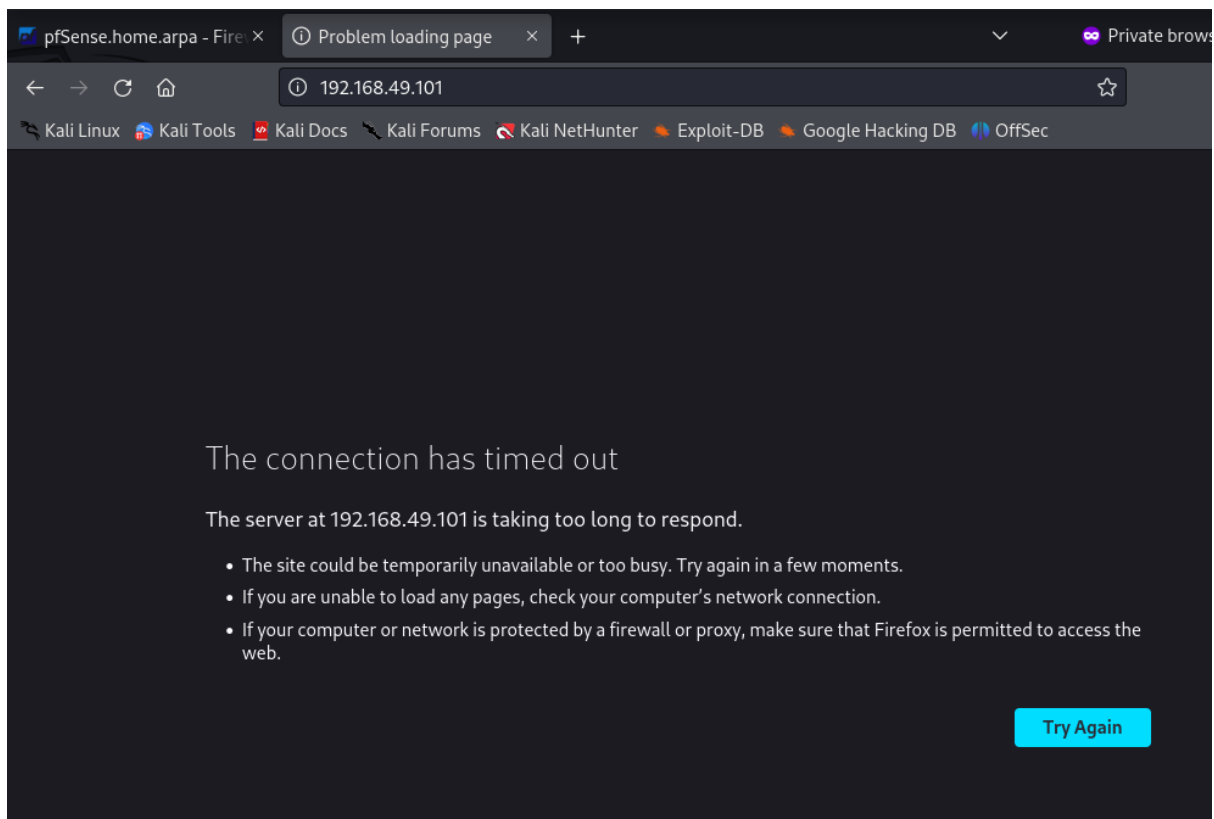 pfSense.home.arpa - Fire
Problem loading page
Private brows
192.168.49.101
Kali Linux Kali Tools Kali Docs Kali Forums Kali NetHunter Exploit-DB Google Hacking DB OffSec
The connection has timed out
The server at 192.168.49.101 is taking too long to respond.
• The site could be temporarily unavailable or too busy. Try again in a few moments.
• If you are unable to load any pages, check your computer’s network connection.
• If your computer or network is protected by a firewall or proxy, make sure that Firefox is permitted to access the
web.
Try Again